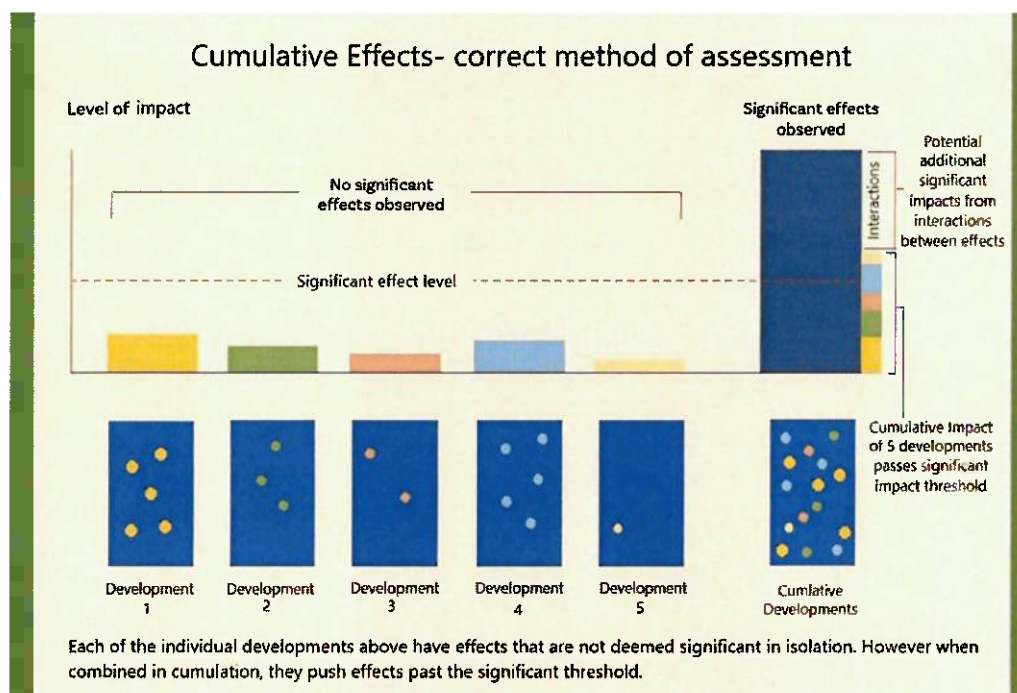 Cumulative Effects- correct method of assessment
Level of impact
Significant effects
observed
Potential
additional
significant
impacts from
interactions
between effects
Interactions
No significant
effects observed
Significant effect level
Cumulative Impact
of 5 developments
passes significant
impact threshold
Development
1
Development
2
Development
3
Development
4
Development
5
Cumlative
Developments
Each of the individual developments above have effects that are not deemed significant in isolation. However when
combined in cumulation, they push effects past the significant threshold.